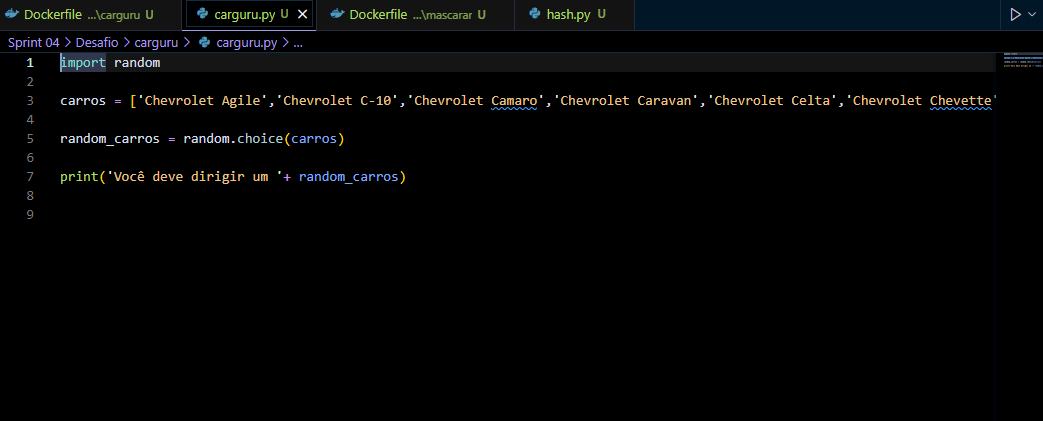 Dockerfile ...\carguru U carguru.py U Dockerfile ...\mascarar U hash.py U
Sprint 04 > Desafio > carguru > carguru.py > ...
1 import random
2
3 carros = ['Chevrolet Agile','Chevrolet C-10','Chevrolet Camaro','Chevrolet Caravan','Chevrolet Celta','Chevrolet Chevette'
4
5 random_carros = random.choice(carros)
6
7 print('Você deve dirigir um '+ random_carros)
8
9